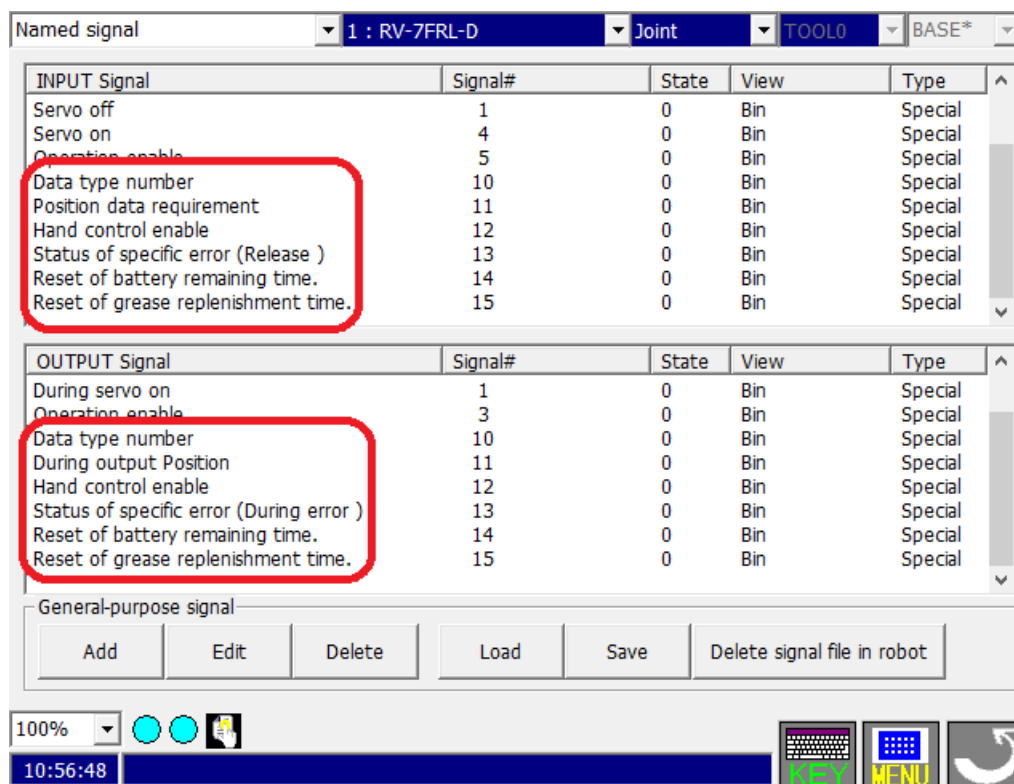 Named signal 1 : RV-7FRL-D Joint TOOL0 BASE*
INPUT Signal Signal# State View Type
Servo off 1 0 Bin Special
Servo on 4 0 Bin Special
Operation enable 5 0 Bin Special
Data type number 10 0 Bin Special
Position data requirement 11 0 Bin Special
Hand control enable 12 0 Bin Special
Status of specific error (Release ) 13 0 Bin Special
Reset of battery remaining time. 14 0 Bin Special
Reset of grease replenishment time. 15 0 Bin Special
OUTPUT Signal Signal# State View Type
During servo on 1 0 Bin Special
Operation enable 3 0 Bin Special
Data type number 10 0 Bin Special
During output Position 11 0 Bin Special
Hand control enable 12 0 Bin Special
Status of specific error (During error ) 13 0 Bin Special
Reset of battery remaining time. 14 0 Bin Special
Reset of grease replenishment time. 15 0 Bin Special
General-purpose signal
Add Edit Delete Load Save Delete signal file in robot
100%
KEY MENU
10:56:48